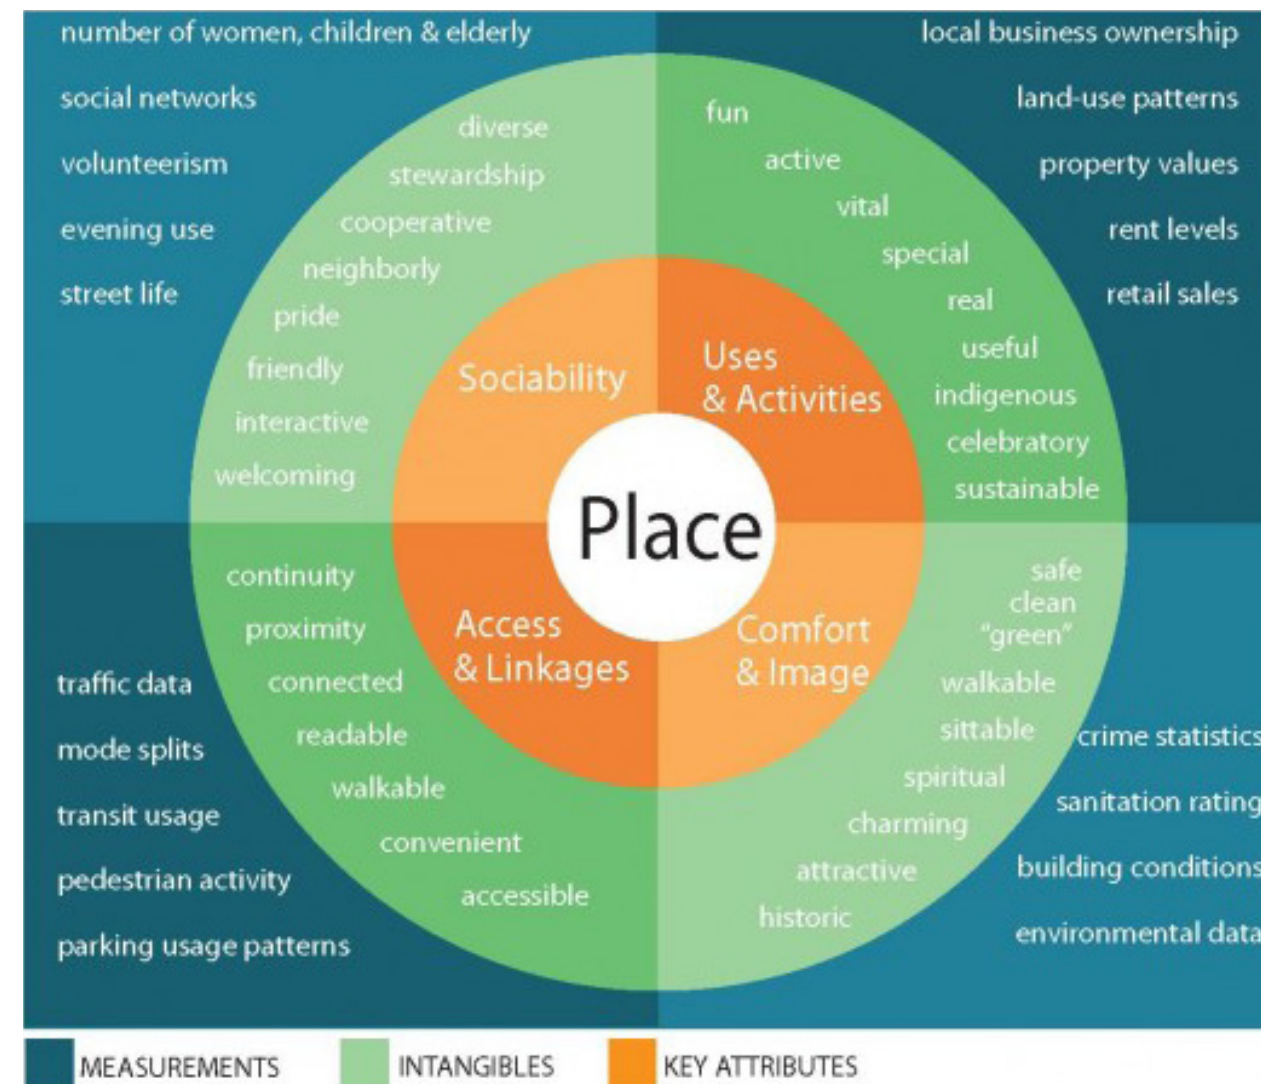 number of women, children & elderly
social networks
volunteerism
evening use
street life
diverse
stewardship
cooperative
neighborly
pride
friendly
interactive
welcoming
Sociability
local business ownership
land-use patterns
property values
rent levels
retail sales
fun
active
vital
special
real
useful
indigenous
celebratory
sustainable
Uses
& Activities
Place
continuity
proximity
connected
readable
walkable
convenient
accessible
Access
& Linkages
traffic data
mode splits
transit usage
pedestrian activity
parking usage patterns
Comfort
& Image
safe
clean
"green"
walkable
sittable
spiritual
charming
attractive
historic
crime statistics
sanitation rating
building conditions
environmental data
MEASUREMENTS
INTANGIBLES
KEY ATTRIBUTES